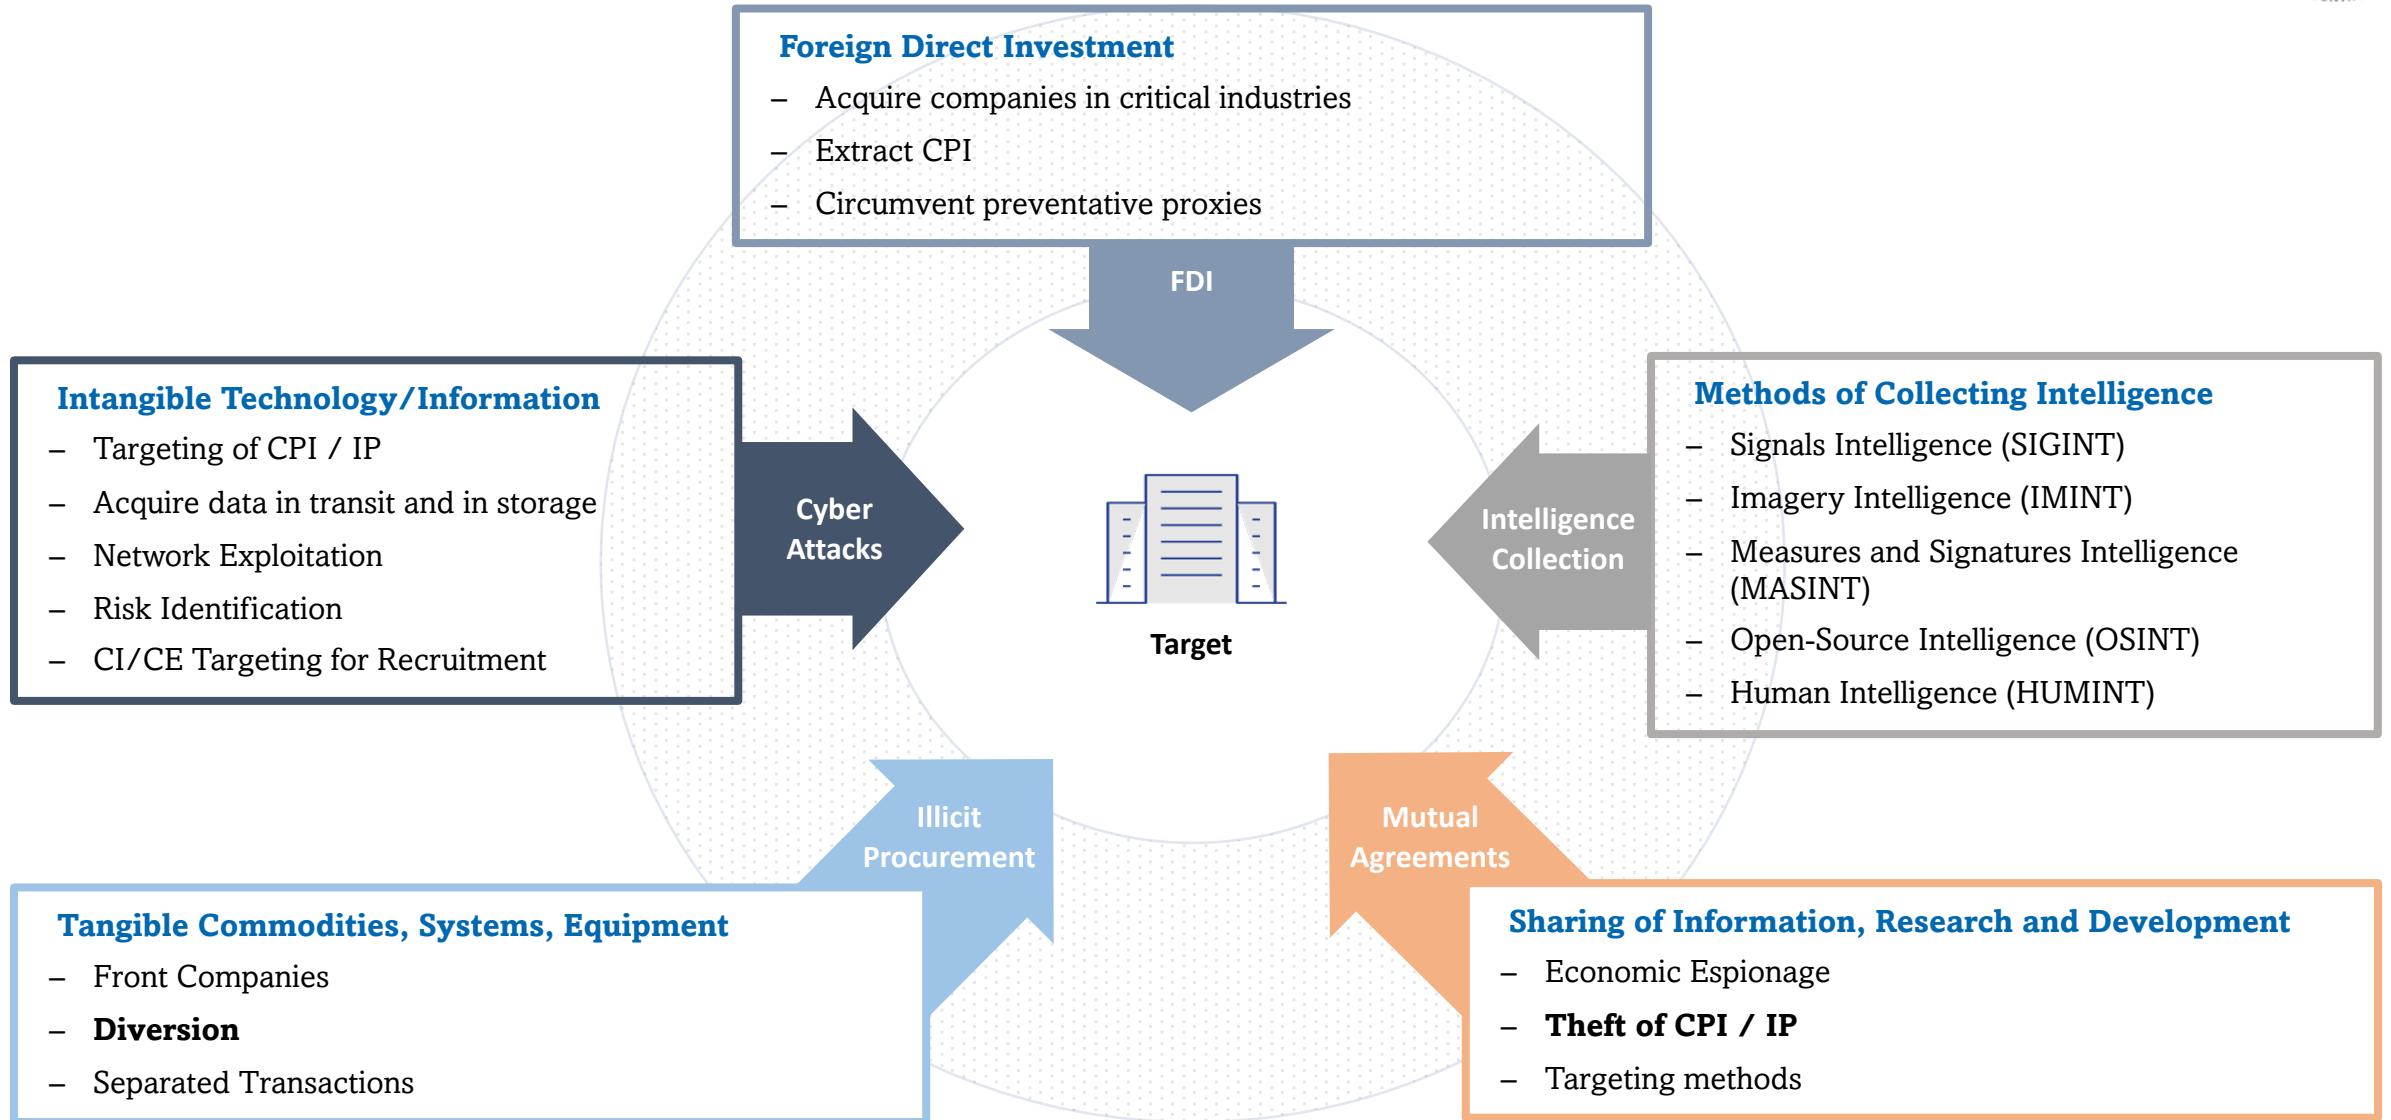 Foreign Direct Investment
– Acquire companies in critical industries
– Extract CPI
– Circumvent preventative proxies
FDI
Intangible Technology/Information
– Targeting of CPI / IP
– Acquire data in transit and in storage
– Network Exploitation
– Risk Identification
– CI/CE Targeting for Recruitment
Cyber
Attacks
Target
Intelligence
Collection
Methods of Collecting Intelligence
– Signals Intelligence (SIGINT)
– Imagery Intelligence (IMINT)
– Measures and Signatures Intelligence
(MASINT)
– Open-Source Intelligence (OSINT)
– Human Intelligence (HUMINT)
Illicit
Procurement
Tangible Commodities, Systems, Equipment
– Front Companies
– Diversion
– Separated Transactions
Mutual
Agreements
Sharing of Information, Research and Development
– Economic Espionage
– Theft of CPI / IP
– Targeting methods